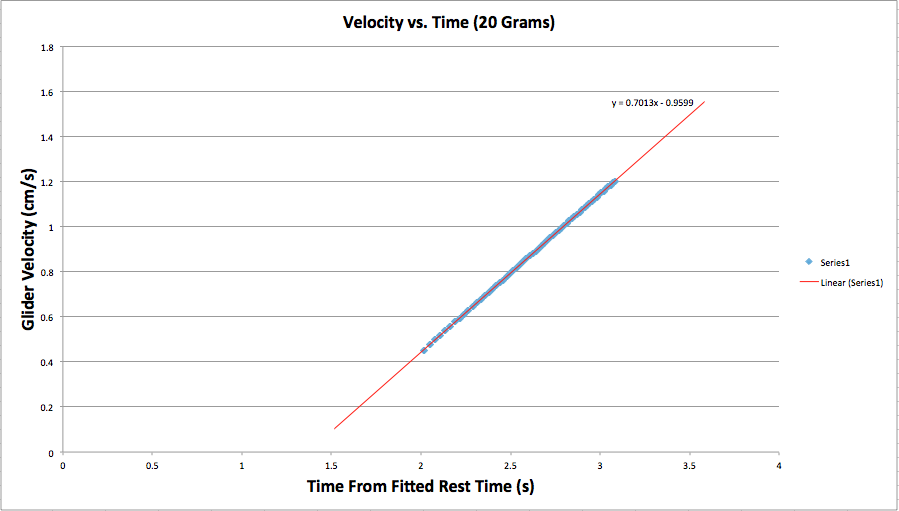 Velocity vs. Time (20 Grams)
1.8
1.6
y = 0.7013x - 0.9599
1.4
1.2
1
0.8
0.6
0.4
0.2
0
Glider Velocity (cm/s)
Series1
Linear (Series1)
0 0.5 1 1.5 2 2.5 3 3.5 4
Time From Fitted Rest Time (s)